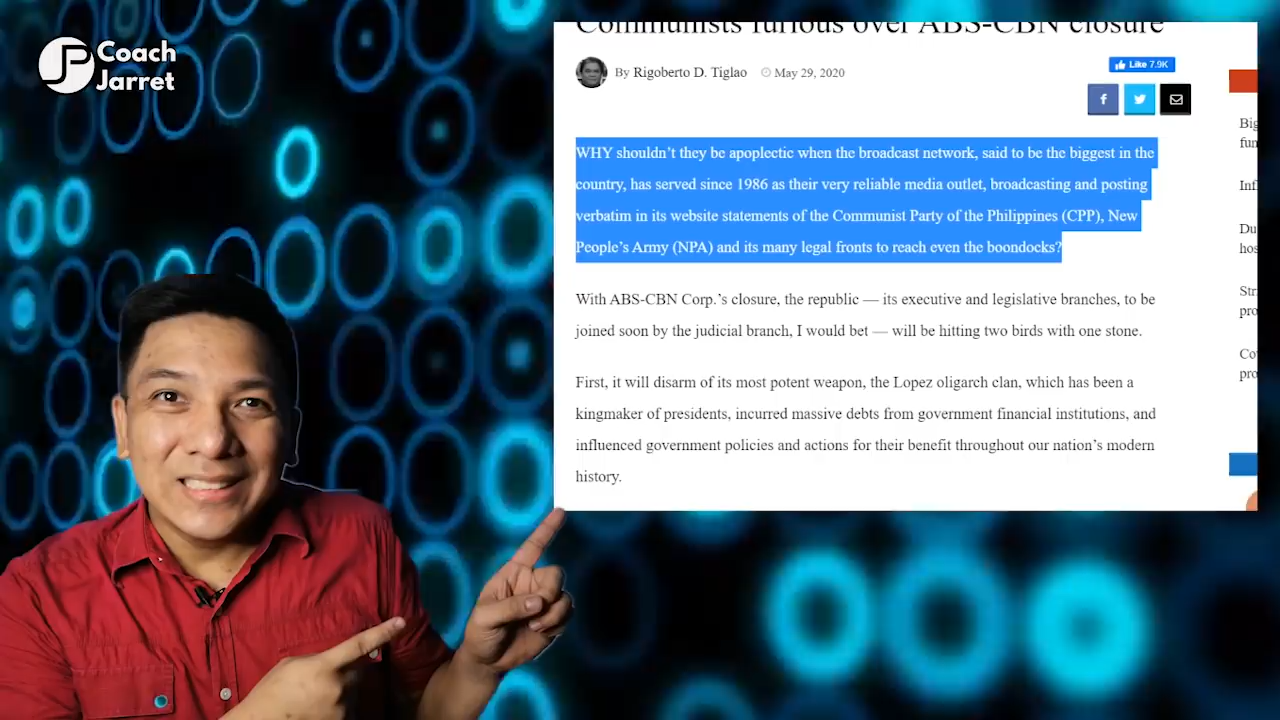 Coach
Jarret
Communists furious over ABS-CBN closure
By Rigoberto D. Tiglao May 29, 2020
Like 7.9K
WHY shouldn’t they be apoplectic when the broadcast network, said to be the biggest in the
country, has served since 1986 as their very reliable media outlet, broadcasting and posting
verbatim in its website statements of the Communist Party of the Philippines (CPP), New
People’s Army (NPA) and its many legal fronts to reach even the boondocks?
With ABS-CBN Corp.’s closure, the republic — its executive and legislative branches, to be
joined soon by the judicial branch, I would bet — will be hitting two birds with one stone.
First, it will disarm of its most potent weapon, the Lopez oligarch clan, which has been a
kingmaker of presidents, incurred massive debts from government financial institutions, and
influenced government policies and actions for their benefit throughout our nation’s modern
history.